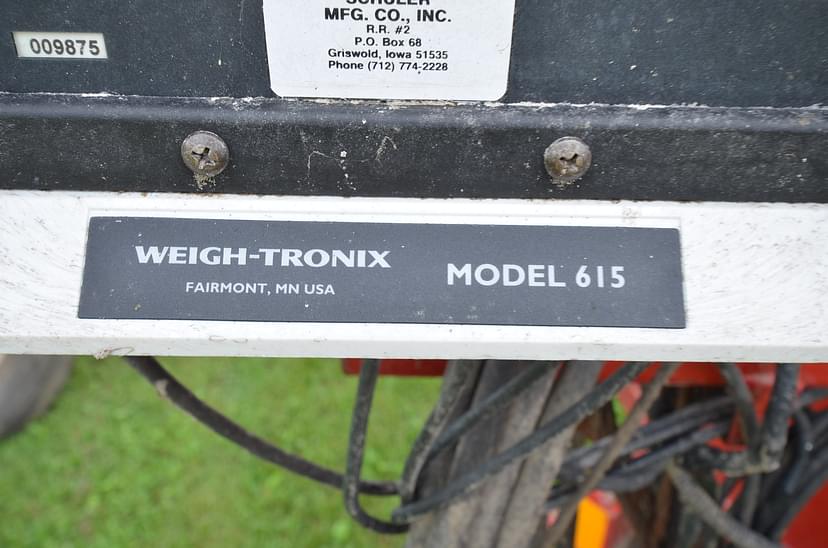 009875
SCHULER
MFG. CO., INC.
R.R. #2
P.O. Box 68
Griswold, Iowa 51535
Phone (712) 774-2228
WEIGH-TRONIX
FAIRMONT, MN USA
MODEL 615